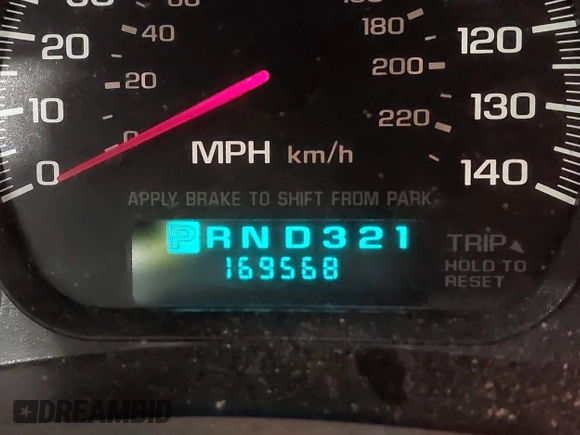 180
40
120
20
200
20
130
10
220
0
MPH km/h
0
140
APPLY BRAKE TO SHIFT FROM PARK
PRND321
TRIP
169568
HOLD TO
RESET
DREAMBID